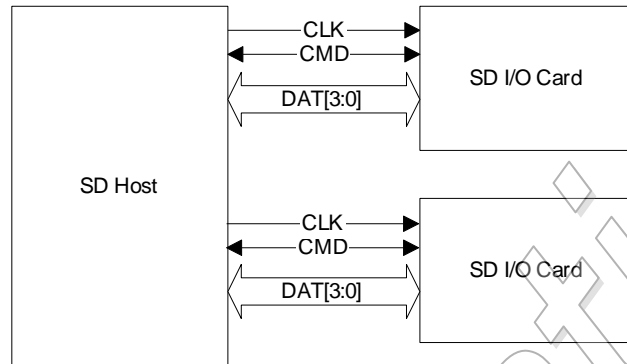 CLK
CMD
SD I/O Card
DAT[3:0]
SD Host
CLK
CMD
SD I/O Card
DAT[3:0]